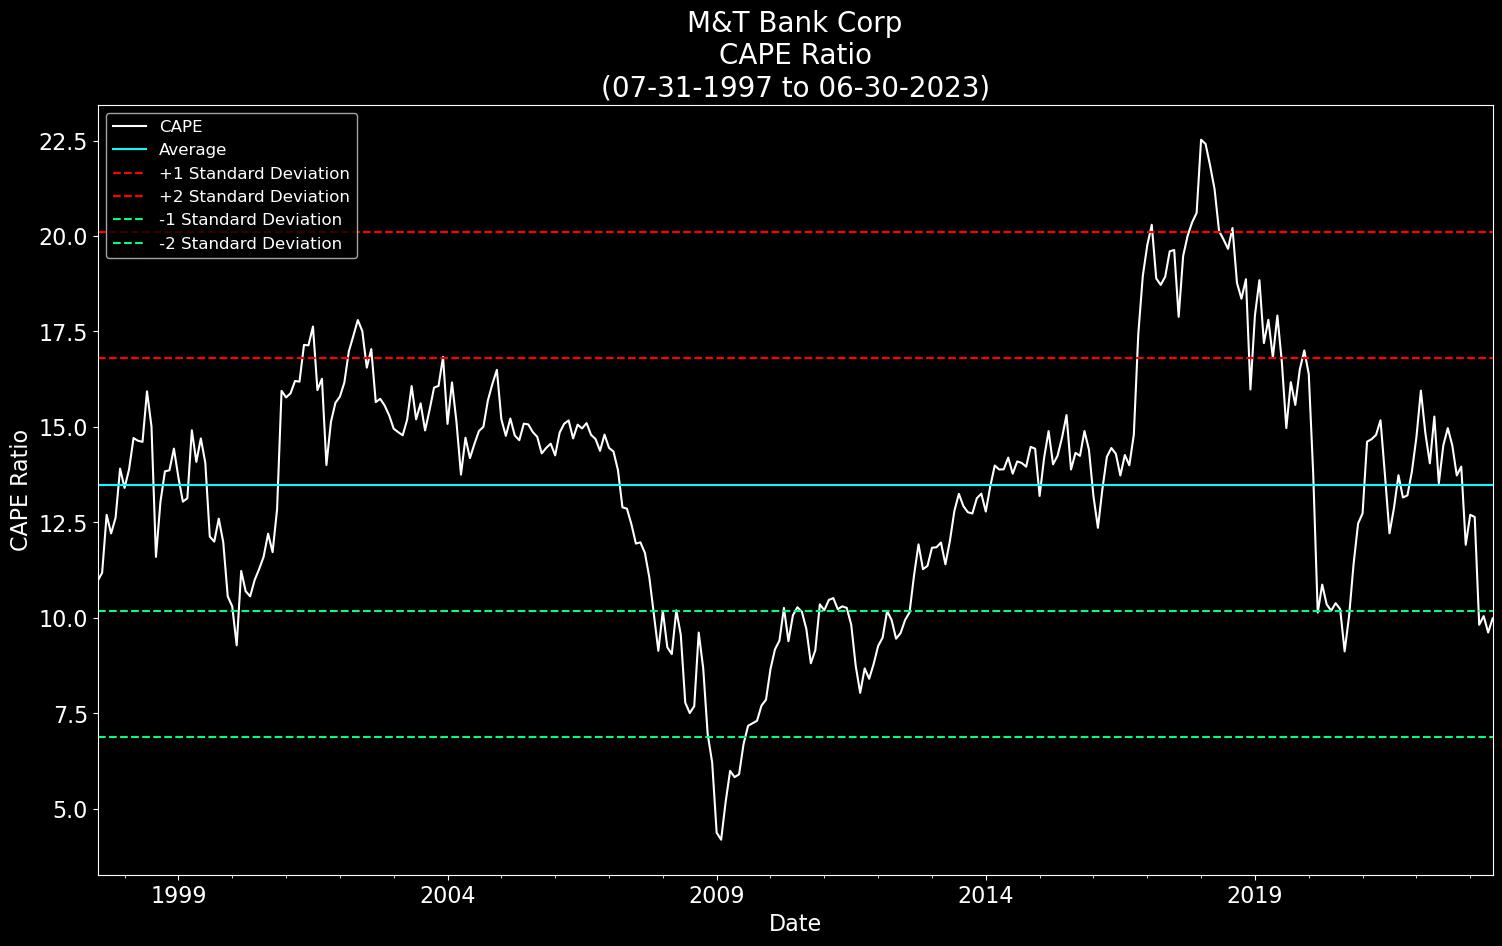 M&T Bank Corp
CAPE Ratio
(07-31-1997 to 06-30-2023)
CAPE
Average
+1 Standard Deviation
+2 Standard Deviation
-1 Standard Deviation
-2 Standard Deviation
22.5
20.0
17.5
15.0
12.5
10.0
7.5
5.0
CAPE Ratio
1999
2004
2009
2014
2019
Date